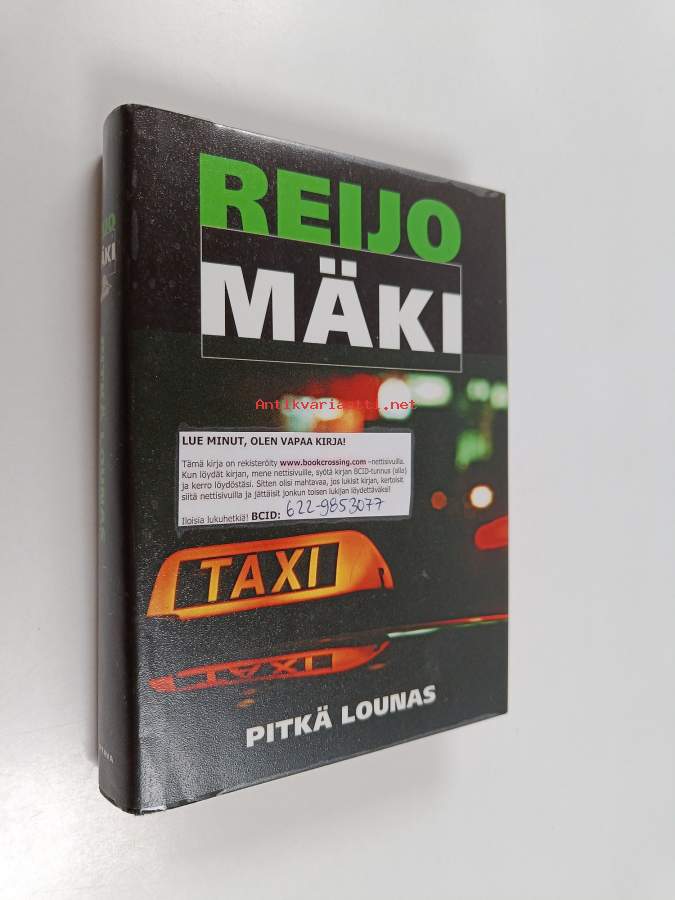 REIJO
MÄKI
Antikvariaatti.net
LUE MINUT, OLEN VAPAA KIRJA!
Tämä kirja on rekisteröity www.bookcrossing.com -nettisivuilla.
Kun löydät kirjan, mene nettisivuille, syötä kirjan BCID-tunnus (alla)
ja kerro löydöstäsi. Sitten olisi mahtavaa, jos lukisit kirjan, kertoisit
siitä nettisivuilla ja jättäisit jonkun toisen lukijan löydettäväksi!
Iloisia lukuhetkiä! BCID: 622-9853077
TAXI
PITKÄ LOUNAS
PITKÄ LOUNAS